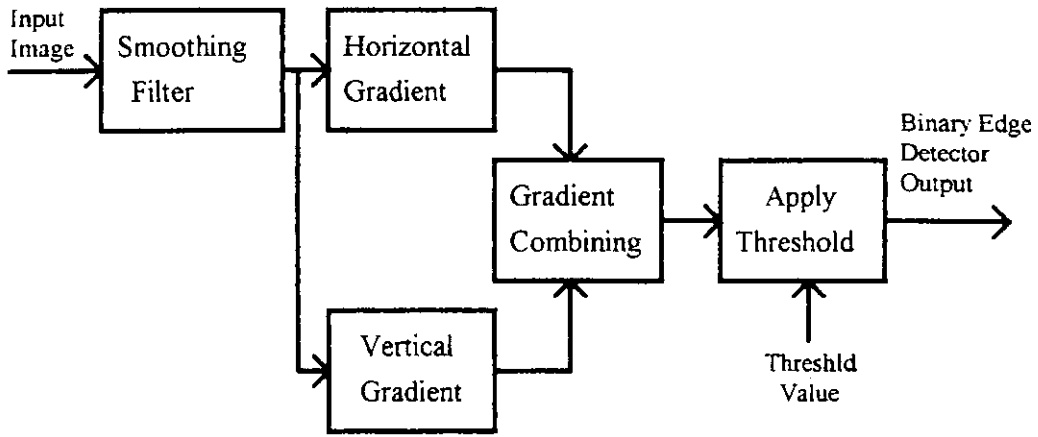 Input
Image
Smoothing
Filter
Horizontal
Gradient
Gradient
Combining
Apply
Threshold
Binary Edge
Detector
Output
Vertical
Gradient
Threshld
Value